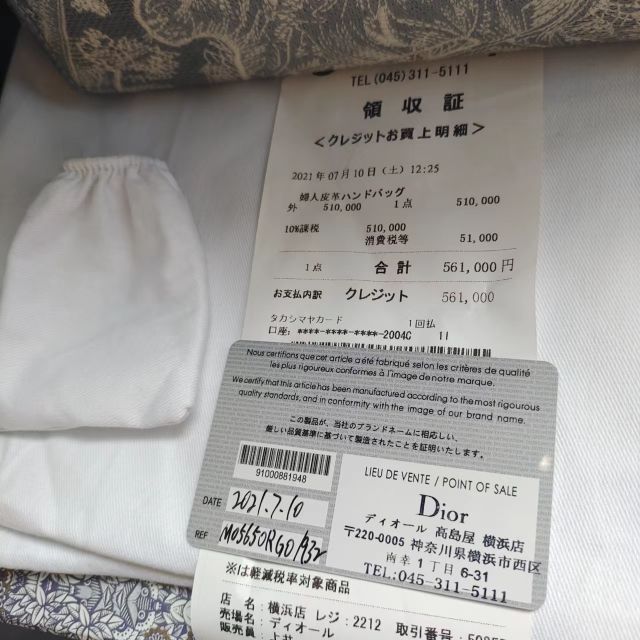 TEL(045)311-5111
領収証
<クレジットお買上明細>
2021年07月10日(土)12:25
婦人皮革ハンドバッグ
外 510,000 1点 510,000
10%課税 510,000
消費税等 51,000
1点 合計 561,000円
お支払内訳 クレジット 561,000
タカシマヤカード 1回払
口座:****-****-****-2004C 11
Nous certifions que cet article a été fabriqué selon les critères de qualité
les plus rigoureux conformes à l'image de notre marque.
We certify that this article has been manufactured according to the most rigourous
quality standards, and in conformity with the image of our brand name.
この製品が、当社のブランドネームに相応しい、
厳しい品質基準に基づいて製造されたことを証明いたします。
91000881948
DATE 2021.7.10
REF M0565ORGO/932
LIEU DE VENTE / POINT OF SALE
Dior
ディオール 高島屋 横浜店
〒220-0005 神奈川県横浜市西区
南幸1丁目6-31
TEL:045-311-5111
※は軽減税率対象商品
店 名:横浜店 レジ:2212 取引番号:
売場名:ディオール
販売員